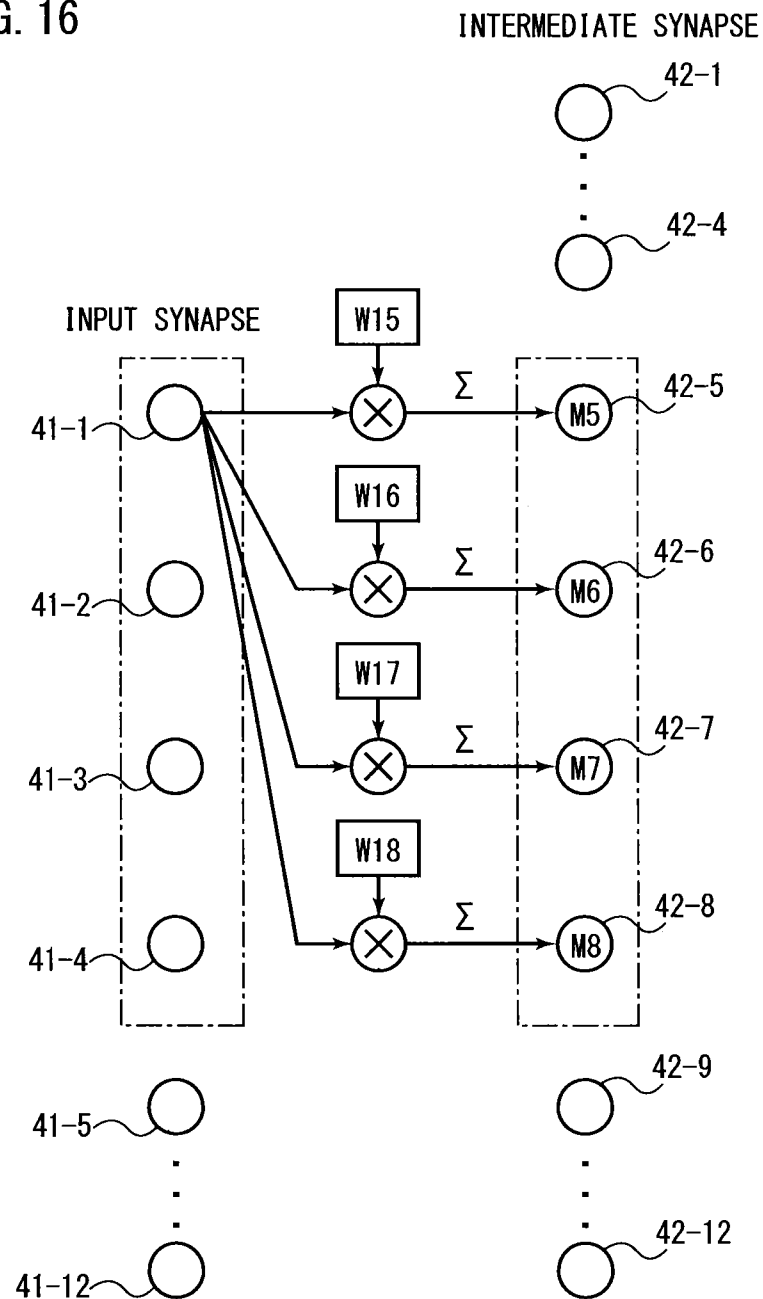 G. 16
INTERMEDIATE SYNAPSE
42-1
42-4
INPUT SYNAPSE
W15
Σ
M5
42-5
41-1
W16
Σ
M6
42-6
41-2
W17
Σ
M7
42-7
41-3
W18
Σ
M8
42-8
41-4
42-9
41-5
42-12
41-12